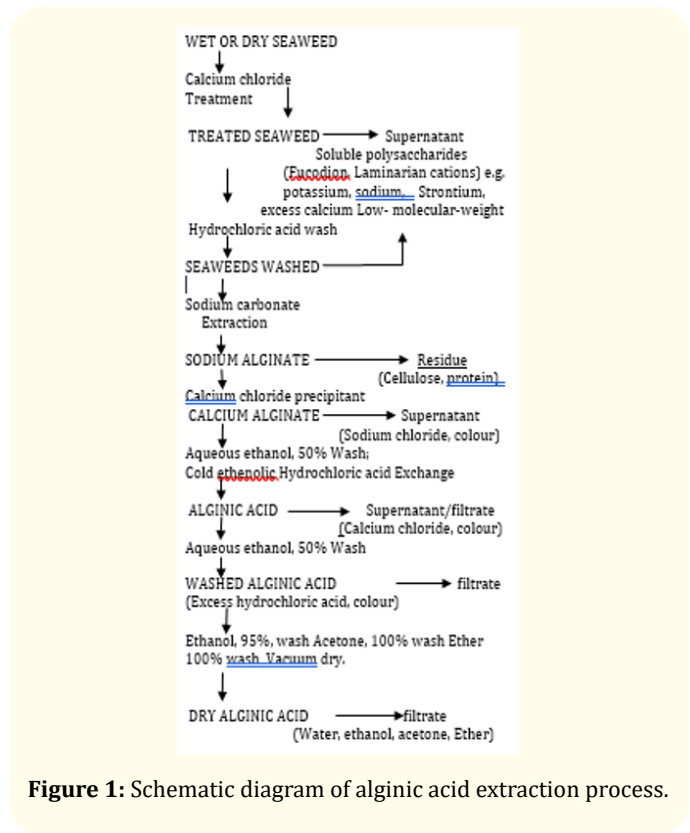 WET OR DRY SEAWEED
Calcium chloride
Treatment
TREATED SEAWEED Supernatant
Soluble polysaccharides
(Fucodion, Laminarian cations) e.g.
potassium, sodium, Strontium,
excess calcium Low- molecular-weight
Hydrochloric acid wash
SEAWEEDS WASHED
Sodium carbonate
Extraction
SODIUM ALGINATE Residue
(Cellulose, protein)
Calcium chloride precipitant
CALCIUM ALGINATE Supernatant
(Sodium chloride, colour)
Aqueous ethanol, 50% Wash;
Cold ethenolic Hydrochloric acid Exchange
ALGINIC ACID Supernatant/filtrate
(Calcium chloride, colour)
Aqueous ethanol, 50% Wash
WASHED ALGINIC ACID filtrate
(Excess hydrochloric acid, colour)
Ethanol, 95%, wash Acetone, 100% wash Ether
100% wash Vacuum dry.
DRY ALGINIC ACID filtrate
(Water, ethanol, acetone, Ether)
Figure 1: Schematic diagram of alginic acid extraction process.